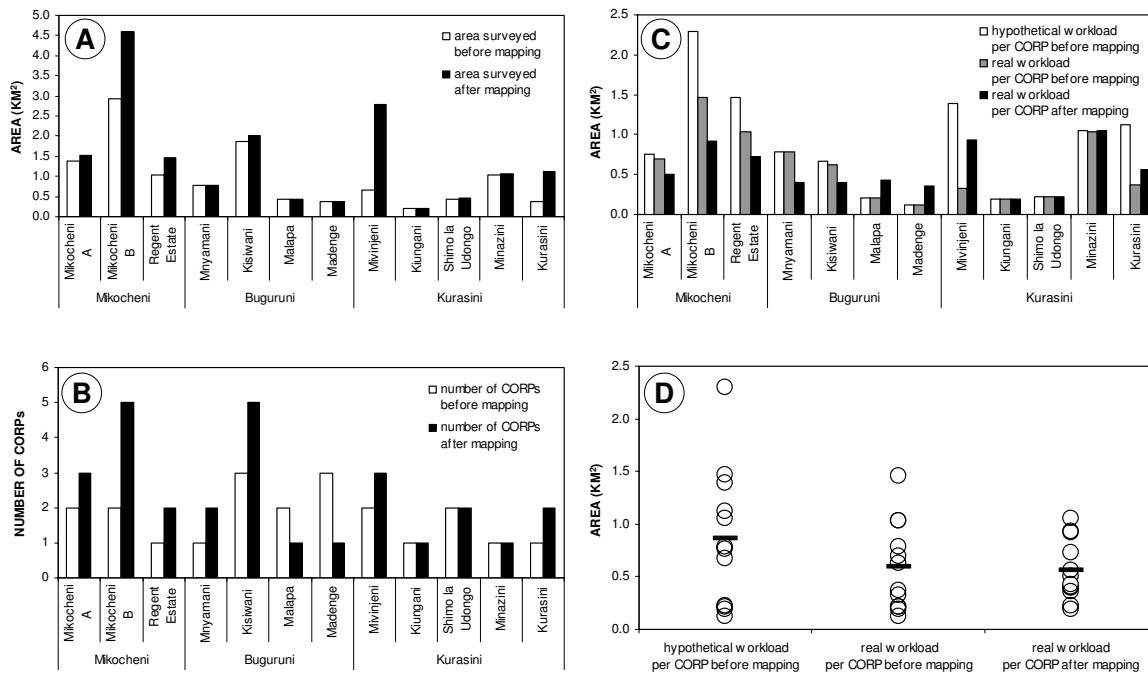 A
AREA (KM²)
5.0
4.5
4.0
3.5
3.0
2.5
2.0
1.5
1.0
0.5
0.0
area surveyed
before mapping
area surveyed
after mapping
Mikocheni
A
Mikocheni
B
Regent
Estate
Mnyamani
Kisiwani
Malapa
Madenge
Mivinjeni
Kiungani
Shimo la
Udongo
Minazini
Kurasini
Mikocheni
Buguruni
Kurasini
C
AREA (KM²)
2.5
2.0
1.5
1.0
0.5
0.0
hypothetical workload
per CORP before mapping
real workload
per CORP before mapping
real workload
per CORP after mapping
Mikocheni
A
Mikocheni
B
Regent
Estate
Mnyamani
Kisiwani
Malapa
Madenge
Mivinjeni
Kiungani
Shimo la
Udongo
Minazini
Kurasini
Mikocheni
Buguruni
Kurasini
B
NUMBER OF CORPs
6
5
4
3
2
1
0
number of CORPs
before mapping
number of CORPs
after mapping
Mikocheni
A
Mikocheni
B
Regent
Estate
Mnyamani
Kisiwani
Malapa
Madenge
Mivinjeni
Kiungani
Shimo la
Udongo
Minazini
Kurasini
Mikocheni
Buguruni
Kurasini
D
AREA (KM²)
2.5
2.0
1.5
1.0
0.5
0.0
hypothetical workload
per CORP before mapping
real workload
per CORP before mapping
real workload
per CORP after mapping